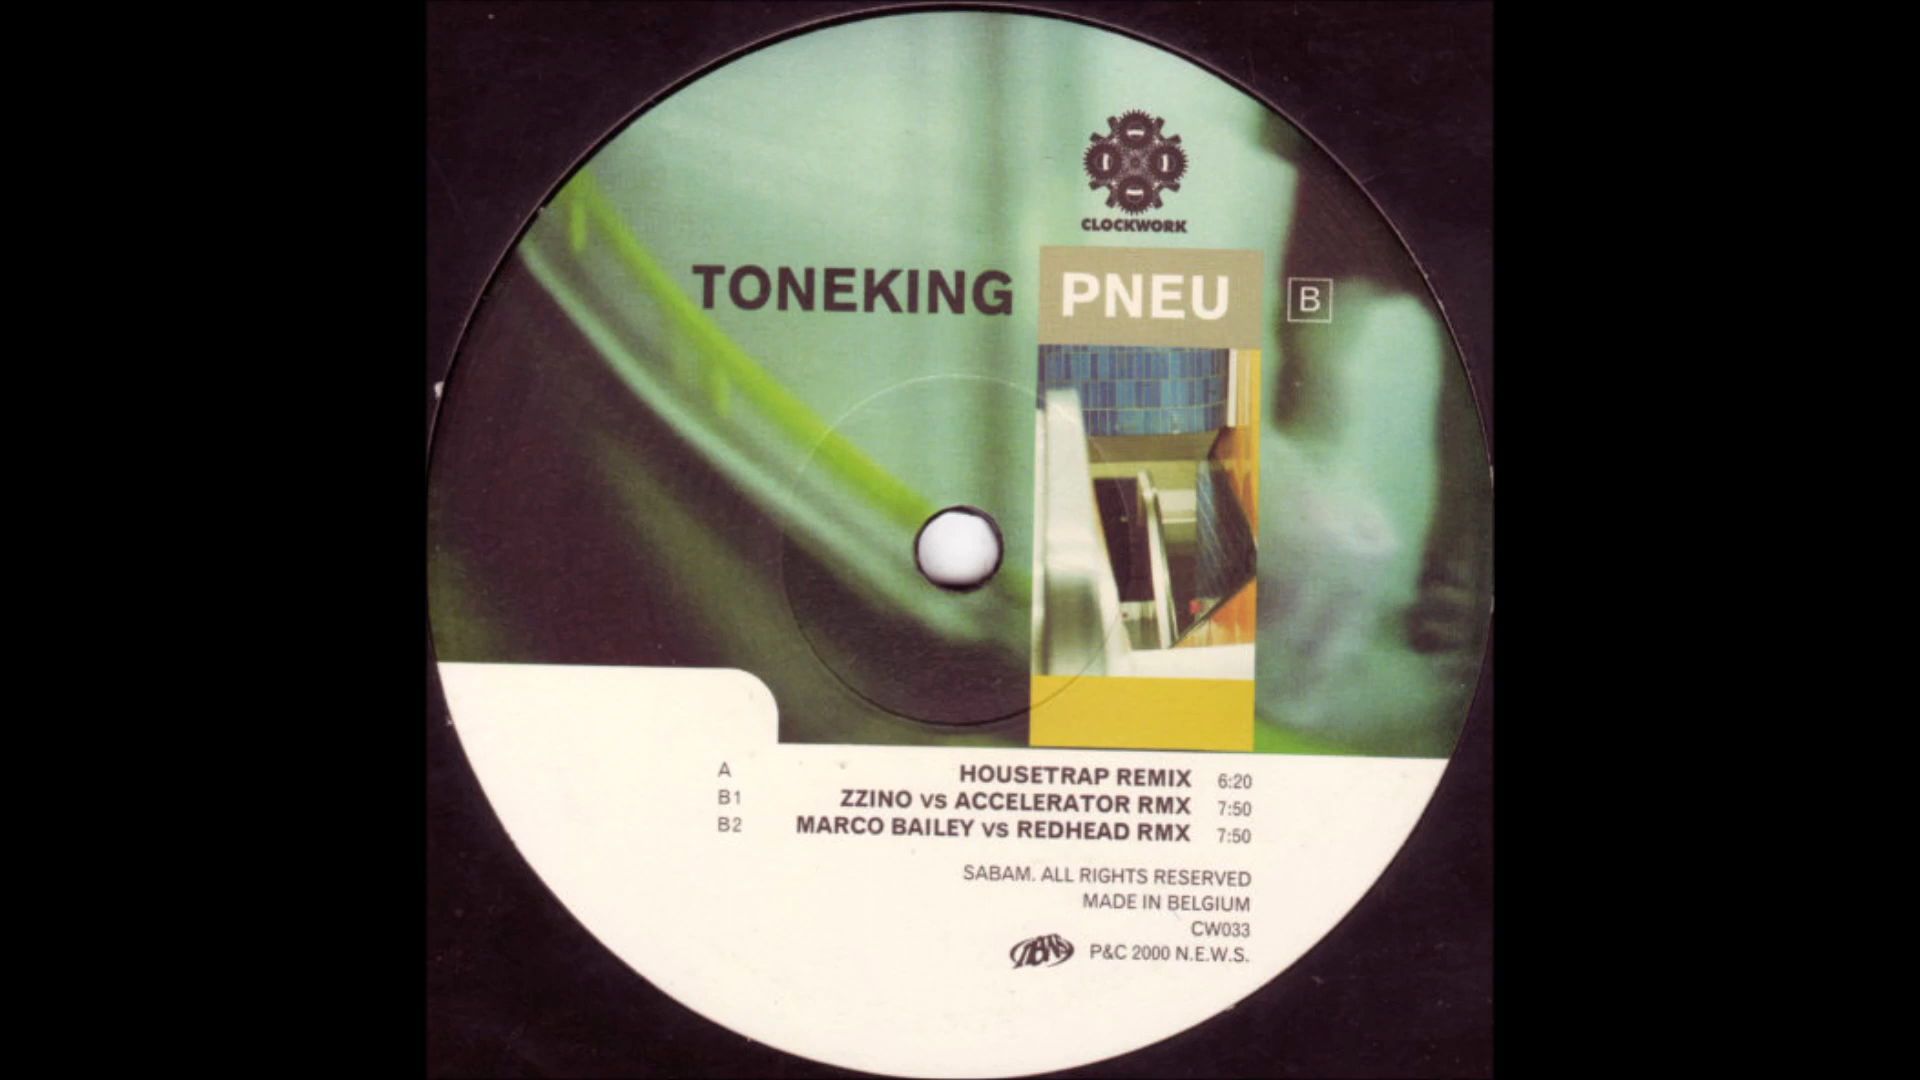 CLOCKWORK
TONEKING PNEU B
A HOUSETRAP REMIX 6:20
B1 ZZINO VS ACCELERATOR RMX 7:50
B2 MARCO BAILEY VS REDHEAD RMX 7:50
SABAM. ALL RIGHTS RESERVED
MADE IN BELGIUM
CW033
P&C 2000 N.E.W.S.